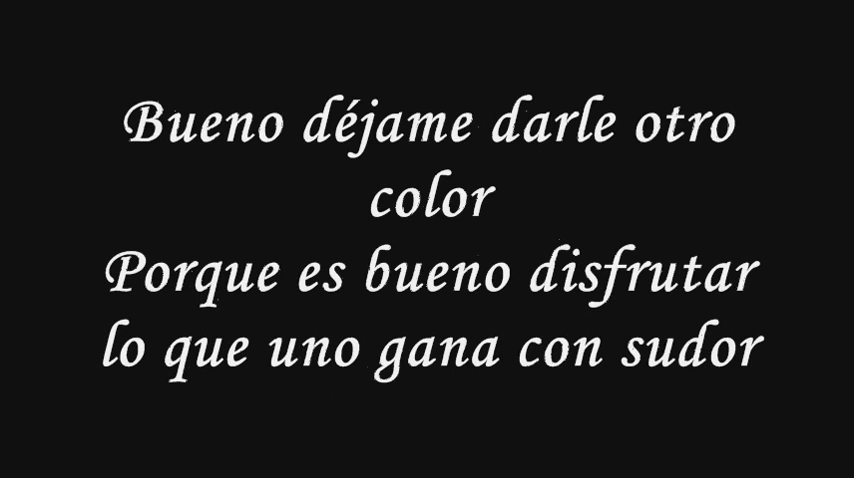 Bueno déjame darle otro
color
Porque es bueno disfrutar
lo que uno gana con sudor